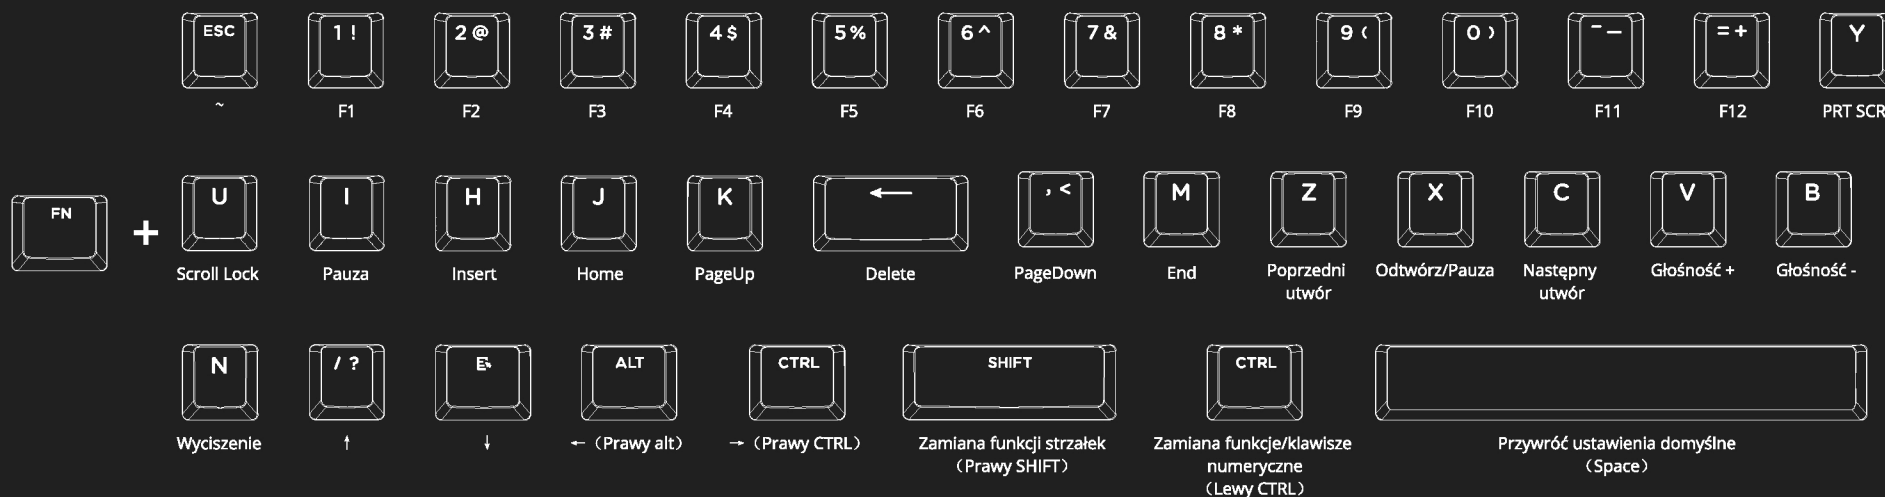 ESC 1 ! 2 @ 3 # 4 $ 5 % 6 ^ 7 & 8 * 9 ( 0 ) - — = + Y
~ F1 F2 F3 F4 F5 F6 F7 F8 F9 F10 F11 F12 PRT SCR
FN + U I H J K ← , < M Z X C V B
Scroll Lock Pauza Insert Home PageUp Delete PageDown End Poprzedni Odtwórz/Pauza Następny Głośność + Głośność -
utwór utwór
N / ? ALT CTRL SHIFT CTRL
Wyciszenie ↑ ↓ ← (Prawy alt) → (Prawy CTRL) Zamiana funkcji strzałek Zamiana funkcje/klawisze Przywróć ustawienia domyślne
(Prawy SHIFT) numeryczne (Space)
(Lewy CTRL)